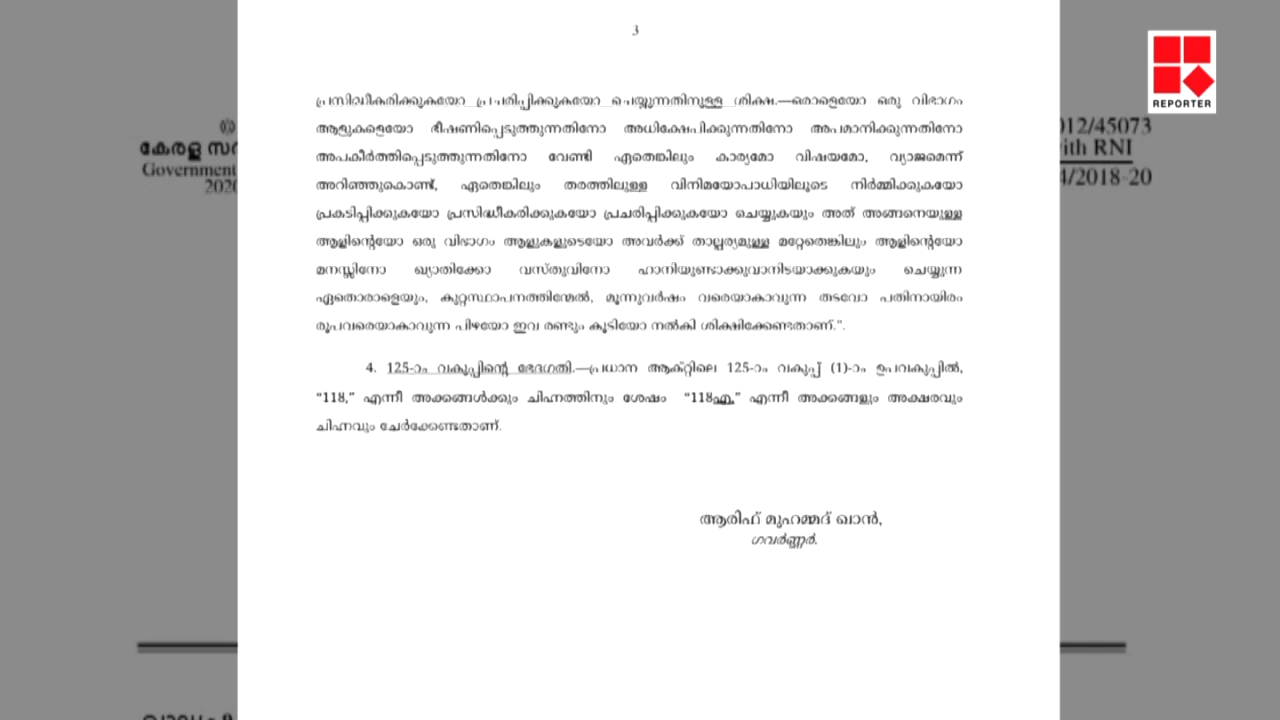 3
REPORTER
©
012/45073
കേരള സർ
with RNI
Government
4/2018-20
2020
പ്രസിദ്ധീകരിക്കുകയോ പ്രചരിപ്പിക്കുകയോ ചെയ്യുന്നതിനുള്ള ശിക്ഷ.—ഒരാളെയോ ഒരു വിഭാഗം
ആളുകളെയോ ഭീഷണിപ്പെടുത്തുന്നതിനോ അധിക്ഷേപിക്കുന്നതിനോ അപമാനിക്കുന്നതിനോ
അപകീർത്തിപ്പെടുത്തുന്നതിനോ വേണ്ടി ഏതെങ്കിലും കാര്യമോ വിഷയമോ, വ്യാജമെന്ന്
അറിഞ്ഞുകൊണ്ട്, ഏതെങ്കിലും തരത്തിലുള്ള വിനിമയോപാധിയിലൂടെ നിർമ്മിക്കുകയോ
പ്രകടിപ്പിക്കുകയോ പ്രസിദ്ധീകരിക്കുകയോ പ്രചരിപ്പിക്കുകയോ ചെയ്യുകയും അത് അങ്ങനെയുള്ള
ആളിന്റെയോ ഒരു വിഭാഗം ആളുകളുടെയോ അവർക്ക് താല്പര്യമുള്ള മറ്റേതെങ്കിലും ആളിന്റെയോ
മനസ്സിനോ ഖ്യാതിക്കോ വസ്തുവിനോ ഹാനിയുണ്ടാക്കുവാനിടയാക്കുകയും ചെയ്യുന്ന
ഏതൊരാളെയും, കുറ്റസ്ഥാപനത്തിന്മേൽ, മൂന്നുവർഷം വരെയാകാവുന്ന തടവോ പതിനായിരം
രൂപവരെയാകാവുന്ന പിഴയോ ഇവ രണ്ടും കൂടിയോ നൽകി ശിക്ഷിക്കേണ്ടതാണ്.”.
4. 125-ാം വകുപ്പിന്റെ ഭേദഗതി.—പ്രധാന ആക്റ്റിലെ 125-ാം വകുപ്പ് (1)-ാം ഉപവകുപ്പിൽ,
“118,” എന്നീ അക്കങ്ങൾക്കും ചിഹ്നത്തിനും ശേഷം “118എ,” എന്നീ അക്കങ്ങളും അക്ഷരവും
ചിഹ്നവും ചേർക്കേണ്ടതാണ്.
ആരിഫ് മുഹമ്മദ് ഖാൻ,
ഗവർണ്ണർ.